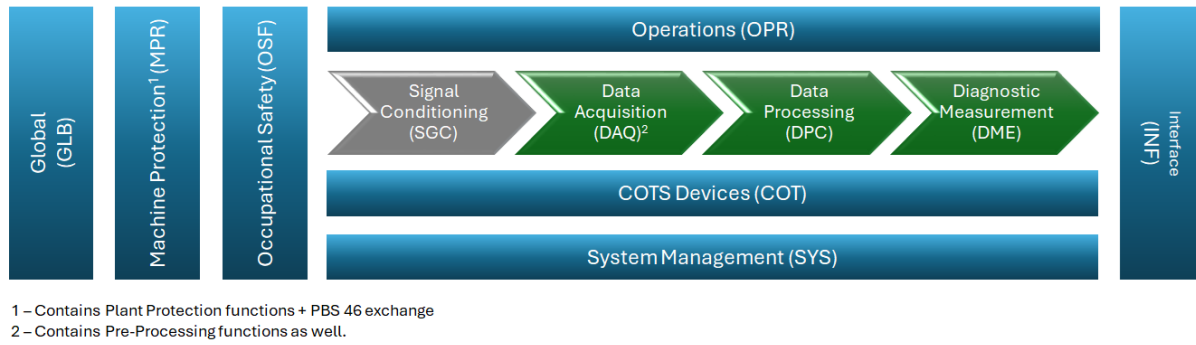 Global
(GLB)
Machine Protection¹ (MPR)
Occupational Safety (OSF)
Operations (OPR)
Signal
Conditioning
(SGC)
Data
Acquisition
(DAQ)²
Data
Processing
(DPC)
Diagnostic
Measurement
(DME)
COTS Devices (COT)
System Management (SYS)
Interface
(INF)
1 – Contains Plant Protection functions + PBS 46 exchange
2 – Contains Pre-Processing functions as well.